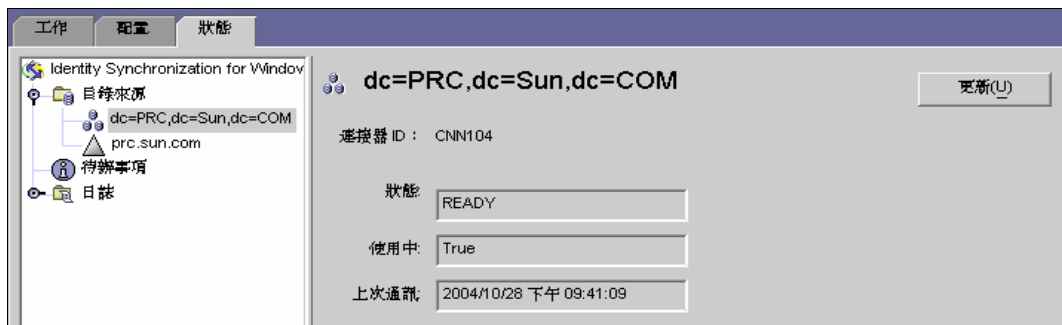 工作 配置 狀態
Identity Synchronization for Window
目錄來源
dc=PRC,dc=Sun,dc=COM
prc.sun.com
待辦事項
日誌
dc=PRC,dc=Sun,dc=COM
更新(U)
連接器 ID： CNN104
狀態: READY
使用中: True
上次通訊: 2004/10/28 下午 09:41:09